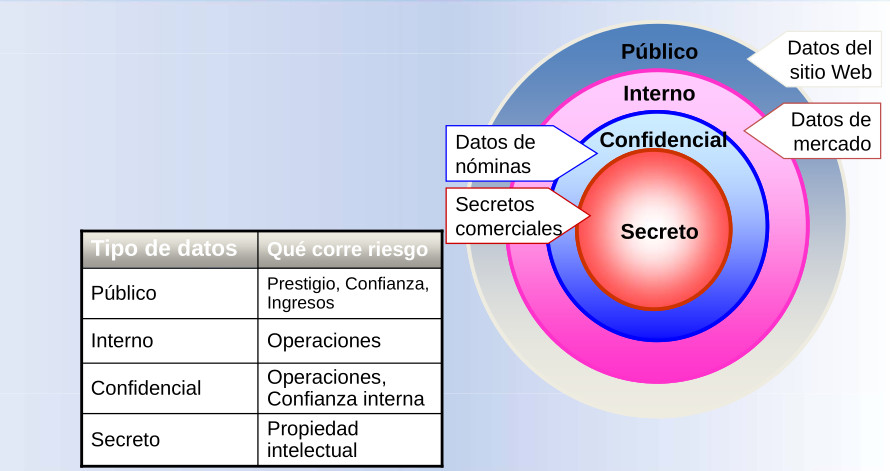 Público
Datos del
sitio Web
Interno
Datos de
mercado
Datos de
nóminas
Confidencial
Secretos
comerciales
Secreto
Tipo de datos
Qué corre riesgo
Público
Prestigio, Confianza,
Ingresos
Interno
Operaciones
Confidencial
Operaciones,
Confianza interna
Secreto
Propiedad
intelectual